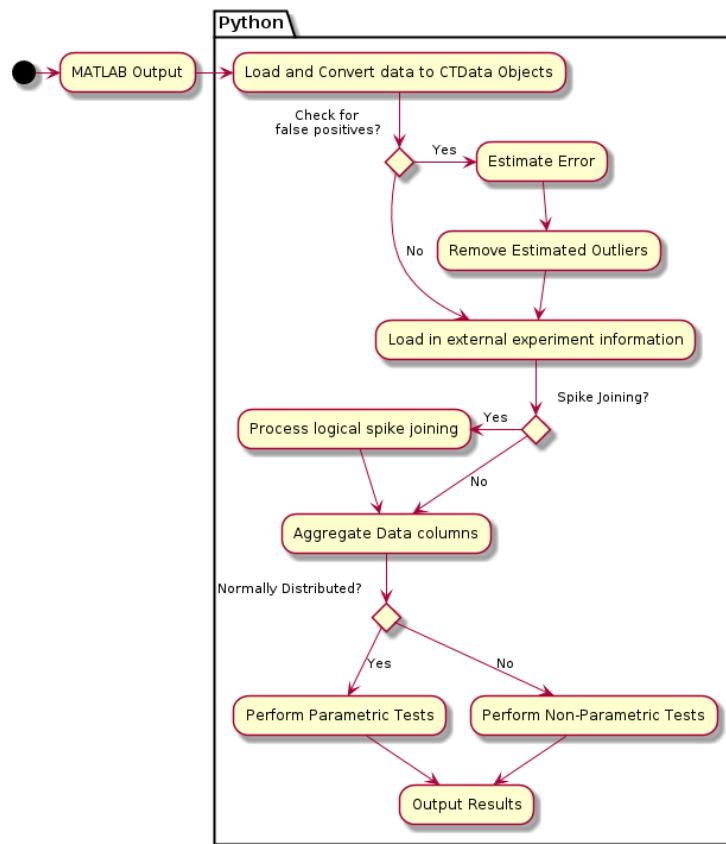 Python
MATLAB Output
Load and Convert data to CTData Objects
Check for
false positives?
Yes
Estimate Error
No
Remove Estimated Outliers
Load in external experiment information
Spike Joining?
Yes
Process logical spike joining
No
Aggregate Data columns
Normally Distributed?
Yes
No
Perform Parametric Tests
Perform Non-Parametric Tests
Output Results